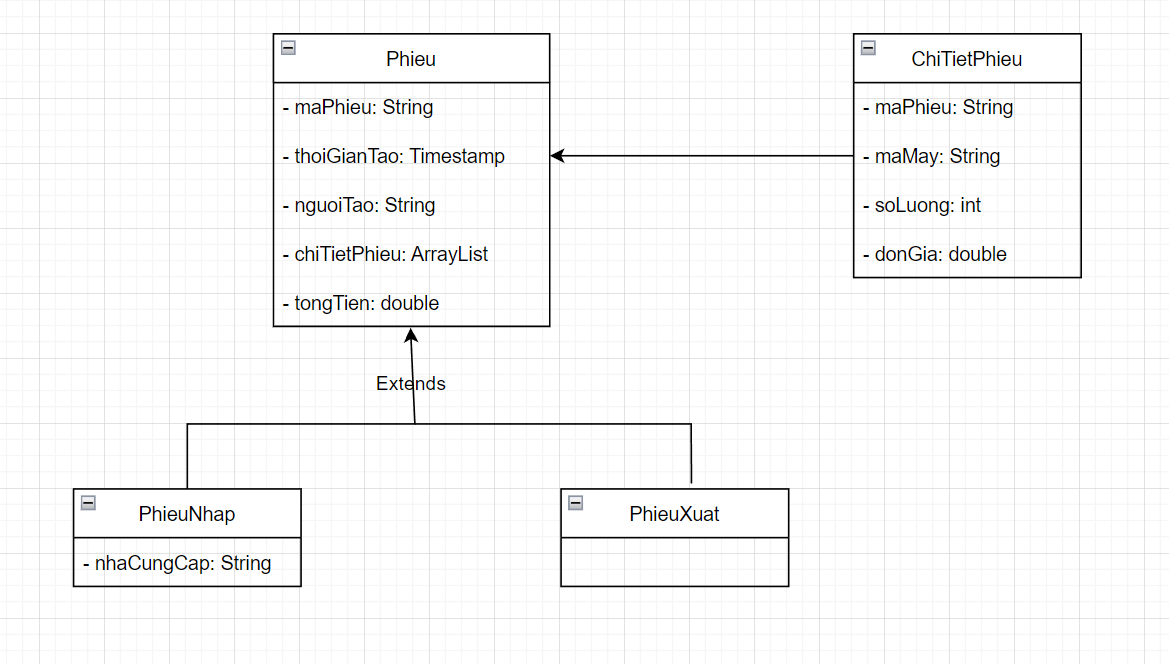 Phieu
- maPhieu: String
- thoiGianTao: Timestamp
- nguoiTao: String
- chiTietPhieu: ArrayList
- tongTien: double
ChiTietPhieu
- maPhieu: String
- maMay: String
- soLuong: int
- donGia: double
Extends
PhieuNhap
- nhaCungCap: String
PhieuXuat